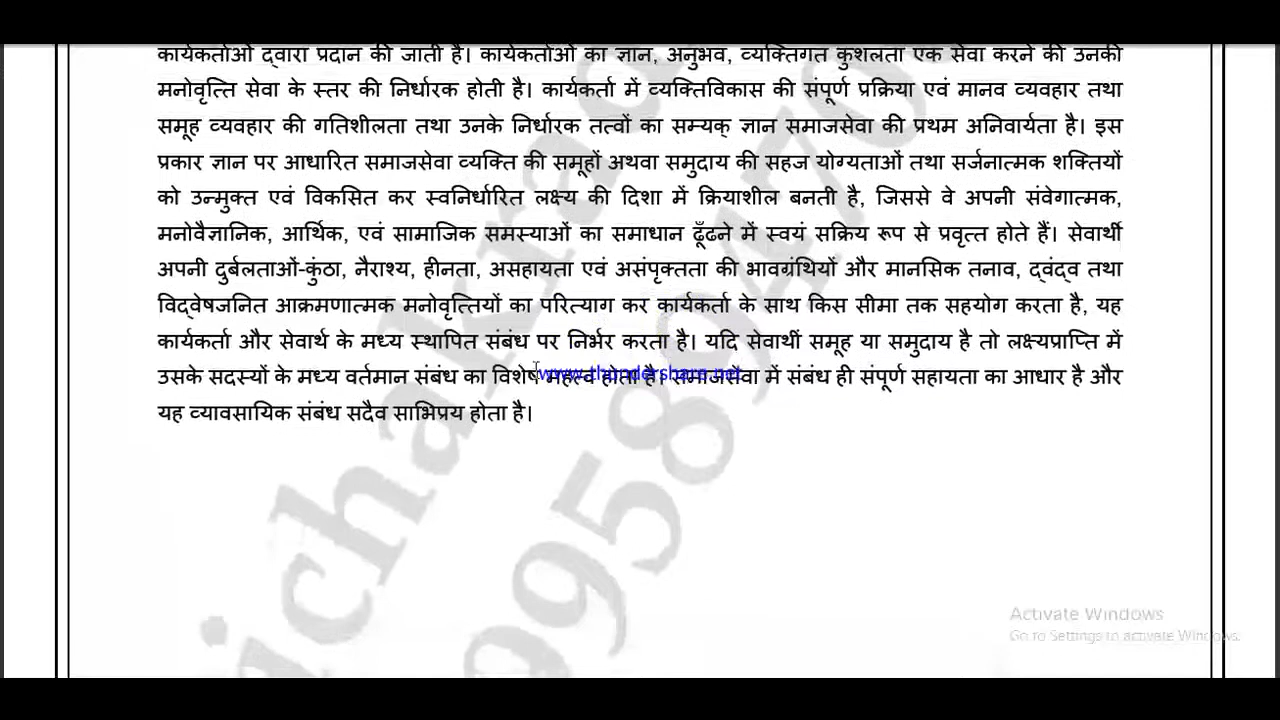 कार्यकर्ताओं द्वारा प्रदान की जाती है। कार्यकर्ताओं का ज्ञान, अनुभव, व्यक्तिगत कुशलता एक सेवा करने की उनकी
मनोवृत्ति सेवा के स्तर की निर्धारक होती है। कार्यकर्ता में व्यक्तिविकास की संपूर्ण प्रक्रिया एवं मानव व्यवहार तथा
समूह व्यवहार की गतिशीलता तथा उनके निर्धारक तत्वों का सम्यक् ज्ञान समाजसेवा की प्रथम अनिवार्यता है। इस
प्रकार ज्ञान पर आधारित समाजसेवा व्यक्ति की समूहों अथवा समुदाय की सहज योग्यताओं तथा सर्जनात्मक शक्तियों
को उन्मुक्त एवं विकसित कर स्वनिर्धारित लक्ष्य की दिशा में क्रियाशील बनती है, जिससे वे अपनी संवेगात्मक,
मनोवैज्ञानिक, आर्थिक, एवं सामाजिक समस्याओं का समाधान ढूँढने में स्वयं सक्रिय रूप से प्रवृत्त होते हैं। सेवार्थी
अपनी दुर्बलताओं-कुंठा, नैराश्य, हीनता, असहायता एवं असंपृक्तता की भावग्रंथियों और मानसिक तनाव, द्वंद्व तथा
विद्वेषजनित आक्रमणात्मक मनोवृत्तियों का परित्याग कर कार्यकर्ता के साथ किस सीमा तक सहयोग करता है, यह
कार्यकर्ता और सेवार्थ के मध्य स्थापित संबंध पर निर्भर करता है। यदि सेवार्थी समूह या समुदाय है तो लक्ष्यप्राप्ति में
उसके सदस्यों के मध्य वर्तमान संबंध का विशेष महत्व होता है। समाजसेवा में संबंध ही संपूर्ण सहायता का आधार है और
www.thundershare.net
यह व्यावसायिक संबंध सदैव साभिप्रय होता है।
Activate Windows
Go to Settings to activate Windows.